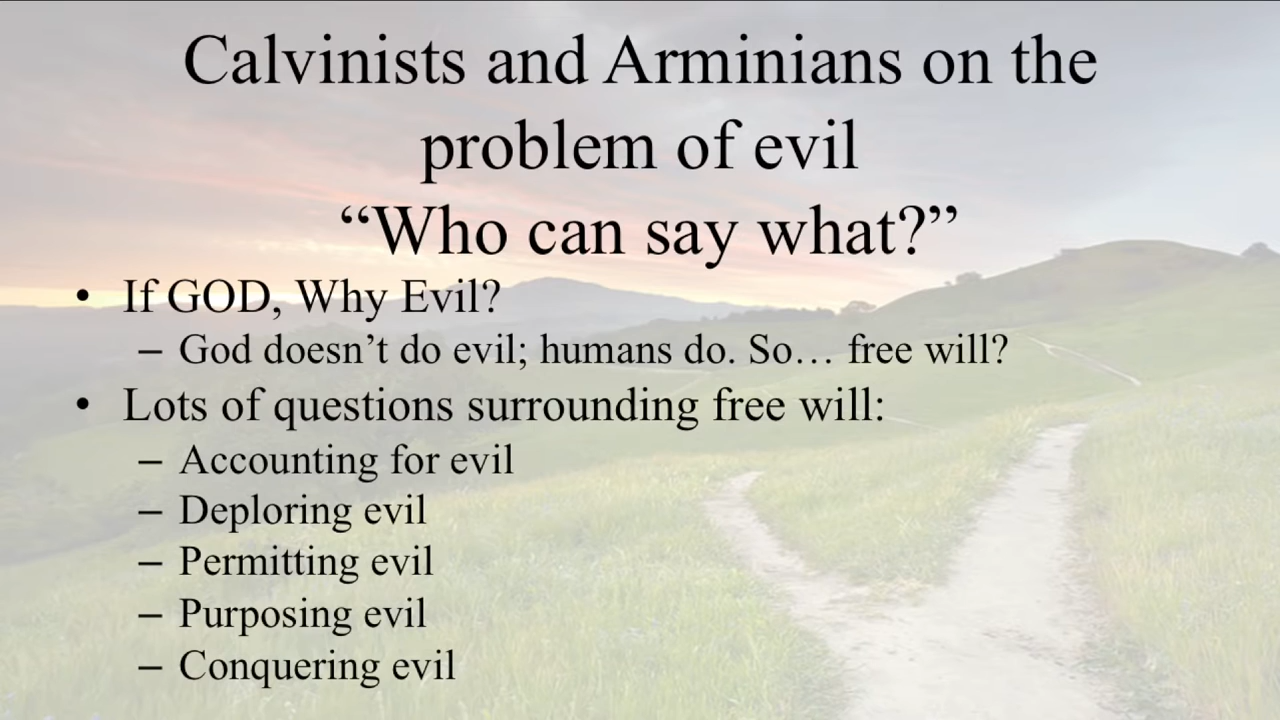 Calvinists and Arminians on the
problem of evil
“Who can say what?”
• If GOD, Why Evil?
– God doesn’t do evil; humans do. So… free will?
• Lots of questions surrounding free will:
– Accounting for evil
– Deploring evil
– Permitting evil
– Purposing evil
– Conquering evil